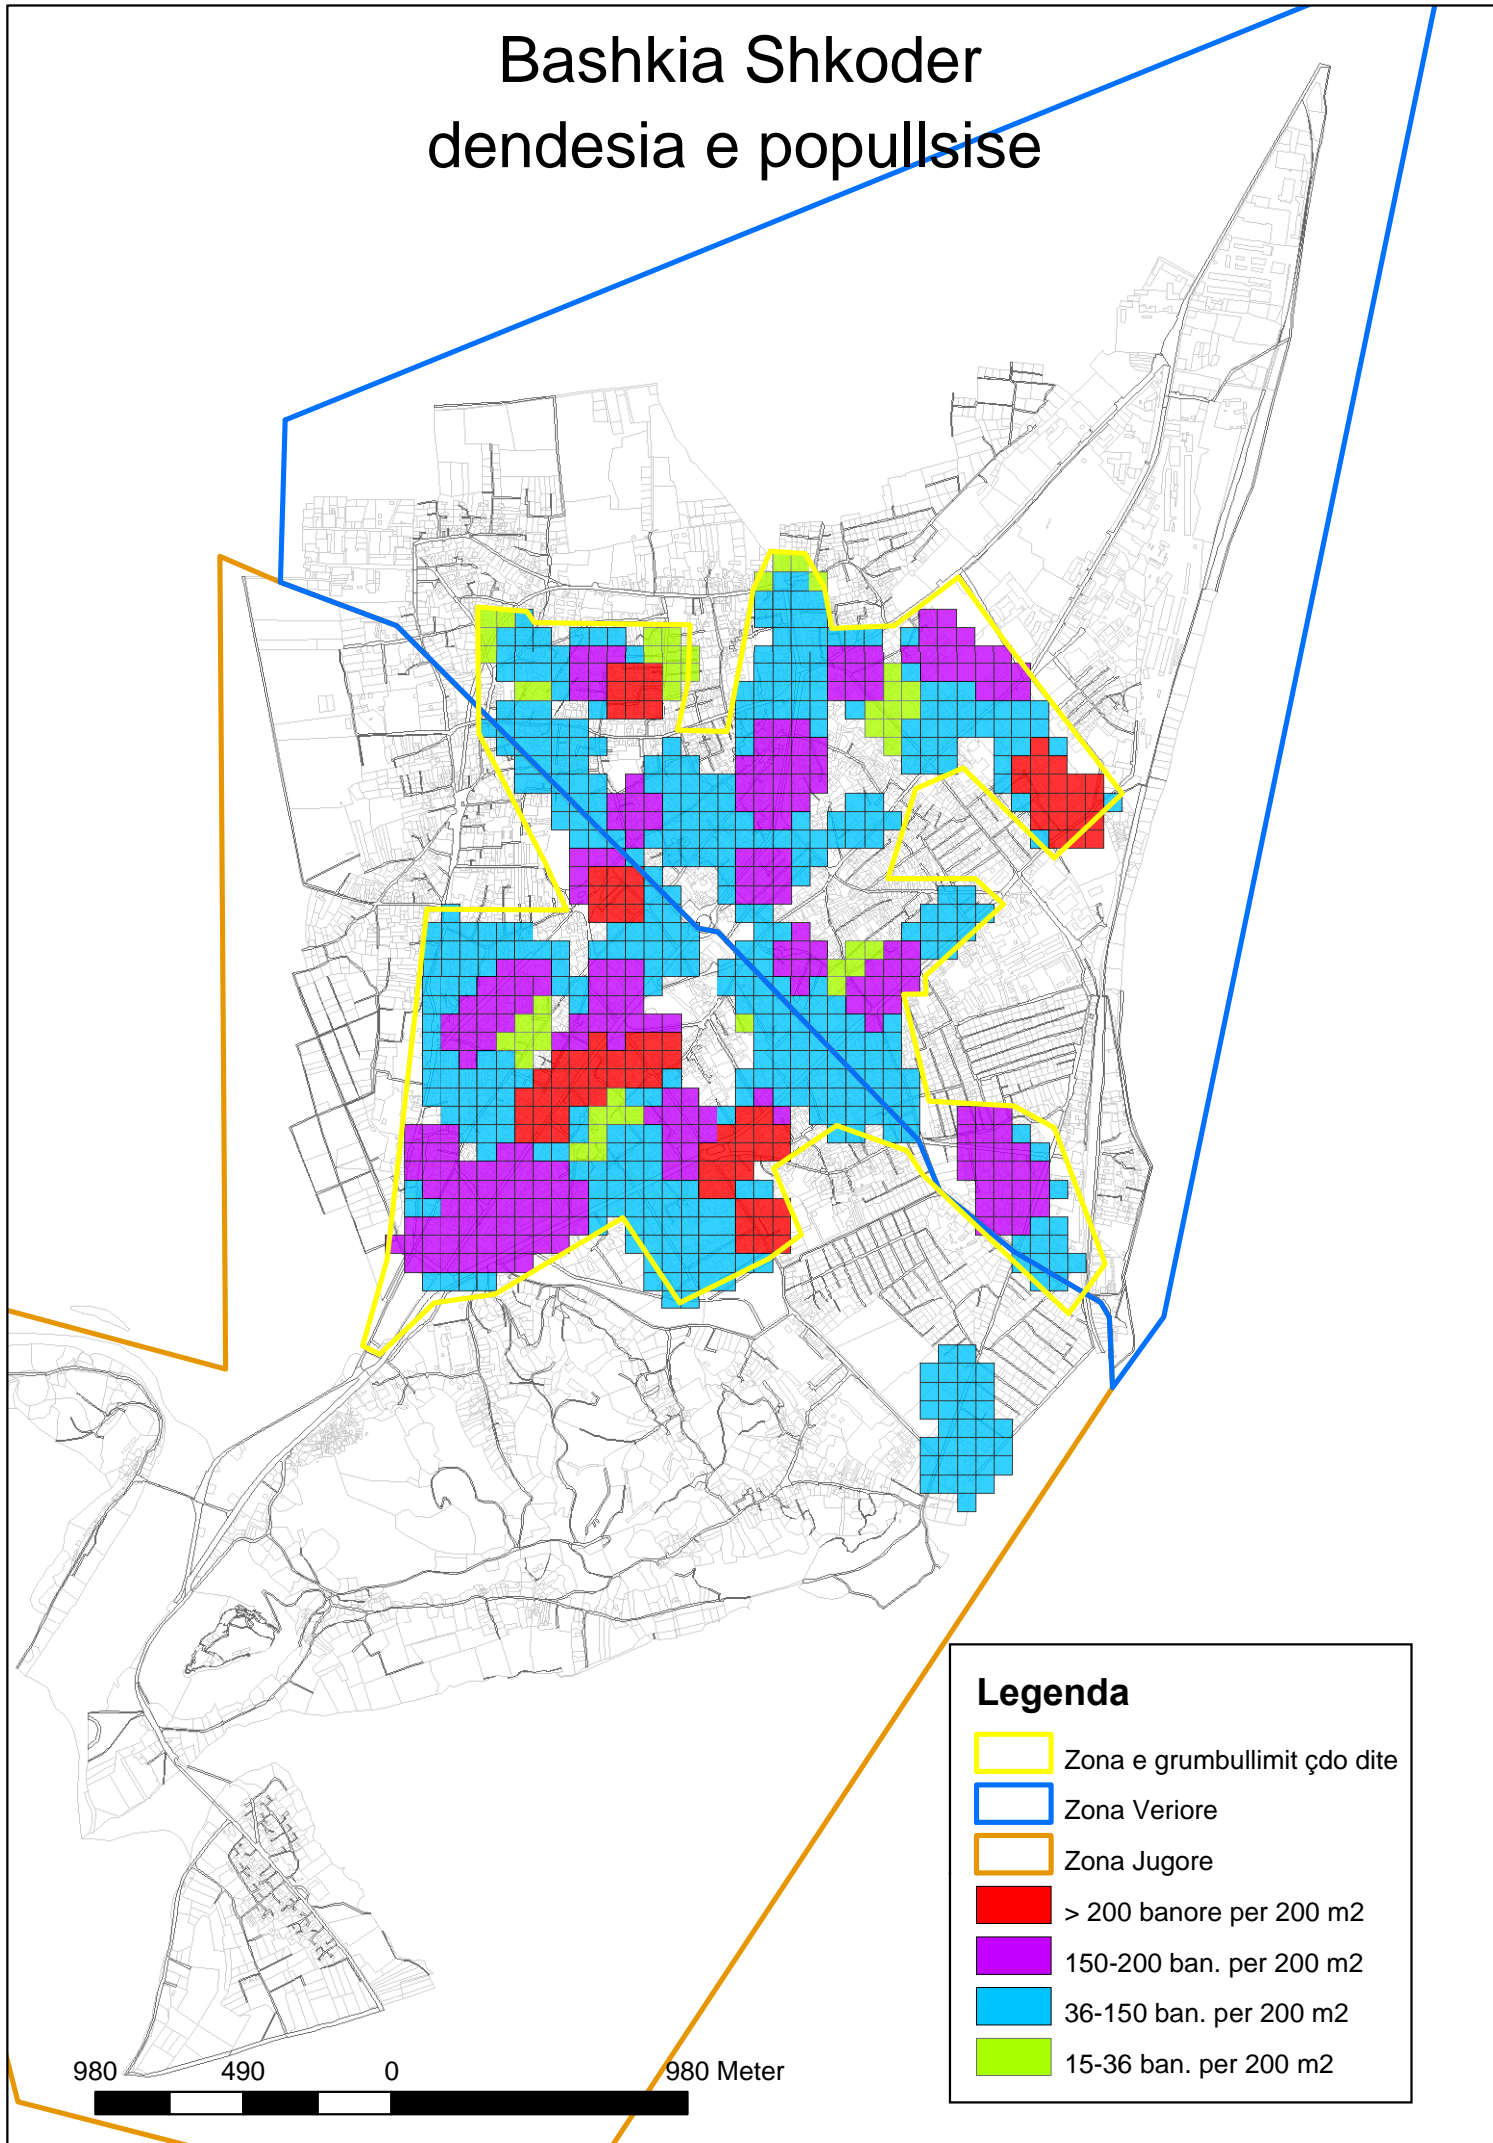 Bashkia Shkoder
dendesia e popullsise
Legenda
Zona e grumbullimit çdo dite
Zona Veriore
Zona Jugore
> 200 banore per 200 m2
150-200 ban. per 200 m2
36-150 ban. per 200 m2
15-36 ban. per 200 m2
980 490 0 980 Meter